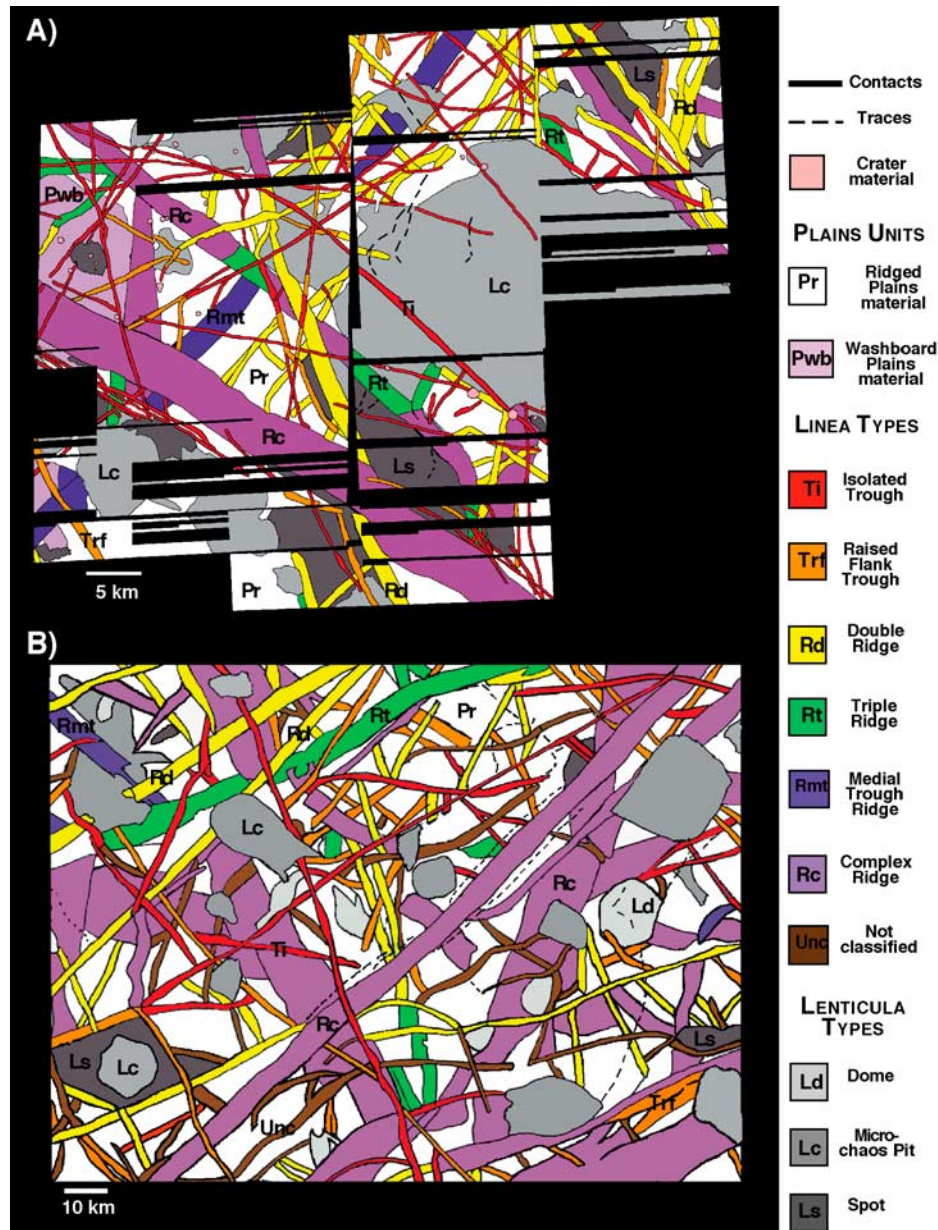 A)
Ls
Rd
Rt
Pwb
Rc
Lc
Ti
Rmt
Pr
Rt
Rc
Ls
Lc
Trf
Pr
Rd
5 km
B)
Rmt
Rd
Rd
Rt
Pr
Lc
Rc
Ld
Ti
Rc
Ls
Lc
Ls
Unc
Trf
10 km
Contacts
Traces
Crater
material
PLAINS UNITS
Pr
Ridged
Plains
material
Pwb
Washboard
Plains
material
LINEA TYPES
Ti
Isolated
Trough
Trf
Raised
Flank
Trough
Rd
Double
Ridge
Rt
Triple
Ridge
Rmt
Medial
Trough
Ridge
Rc
Complex
Ridge
Unc
Not
classified
LENTICULA
TYPES
Ld
Dome
Lc
Micro-
chaos Pit
Ls
Spot